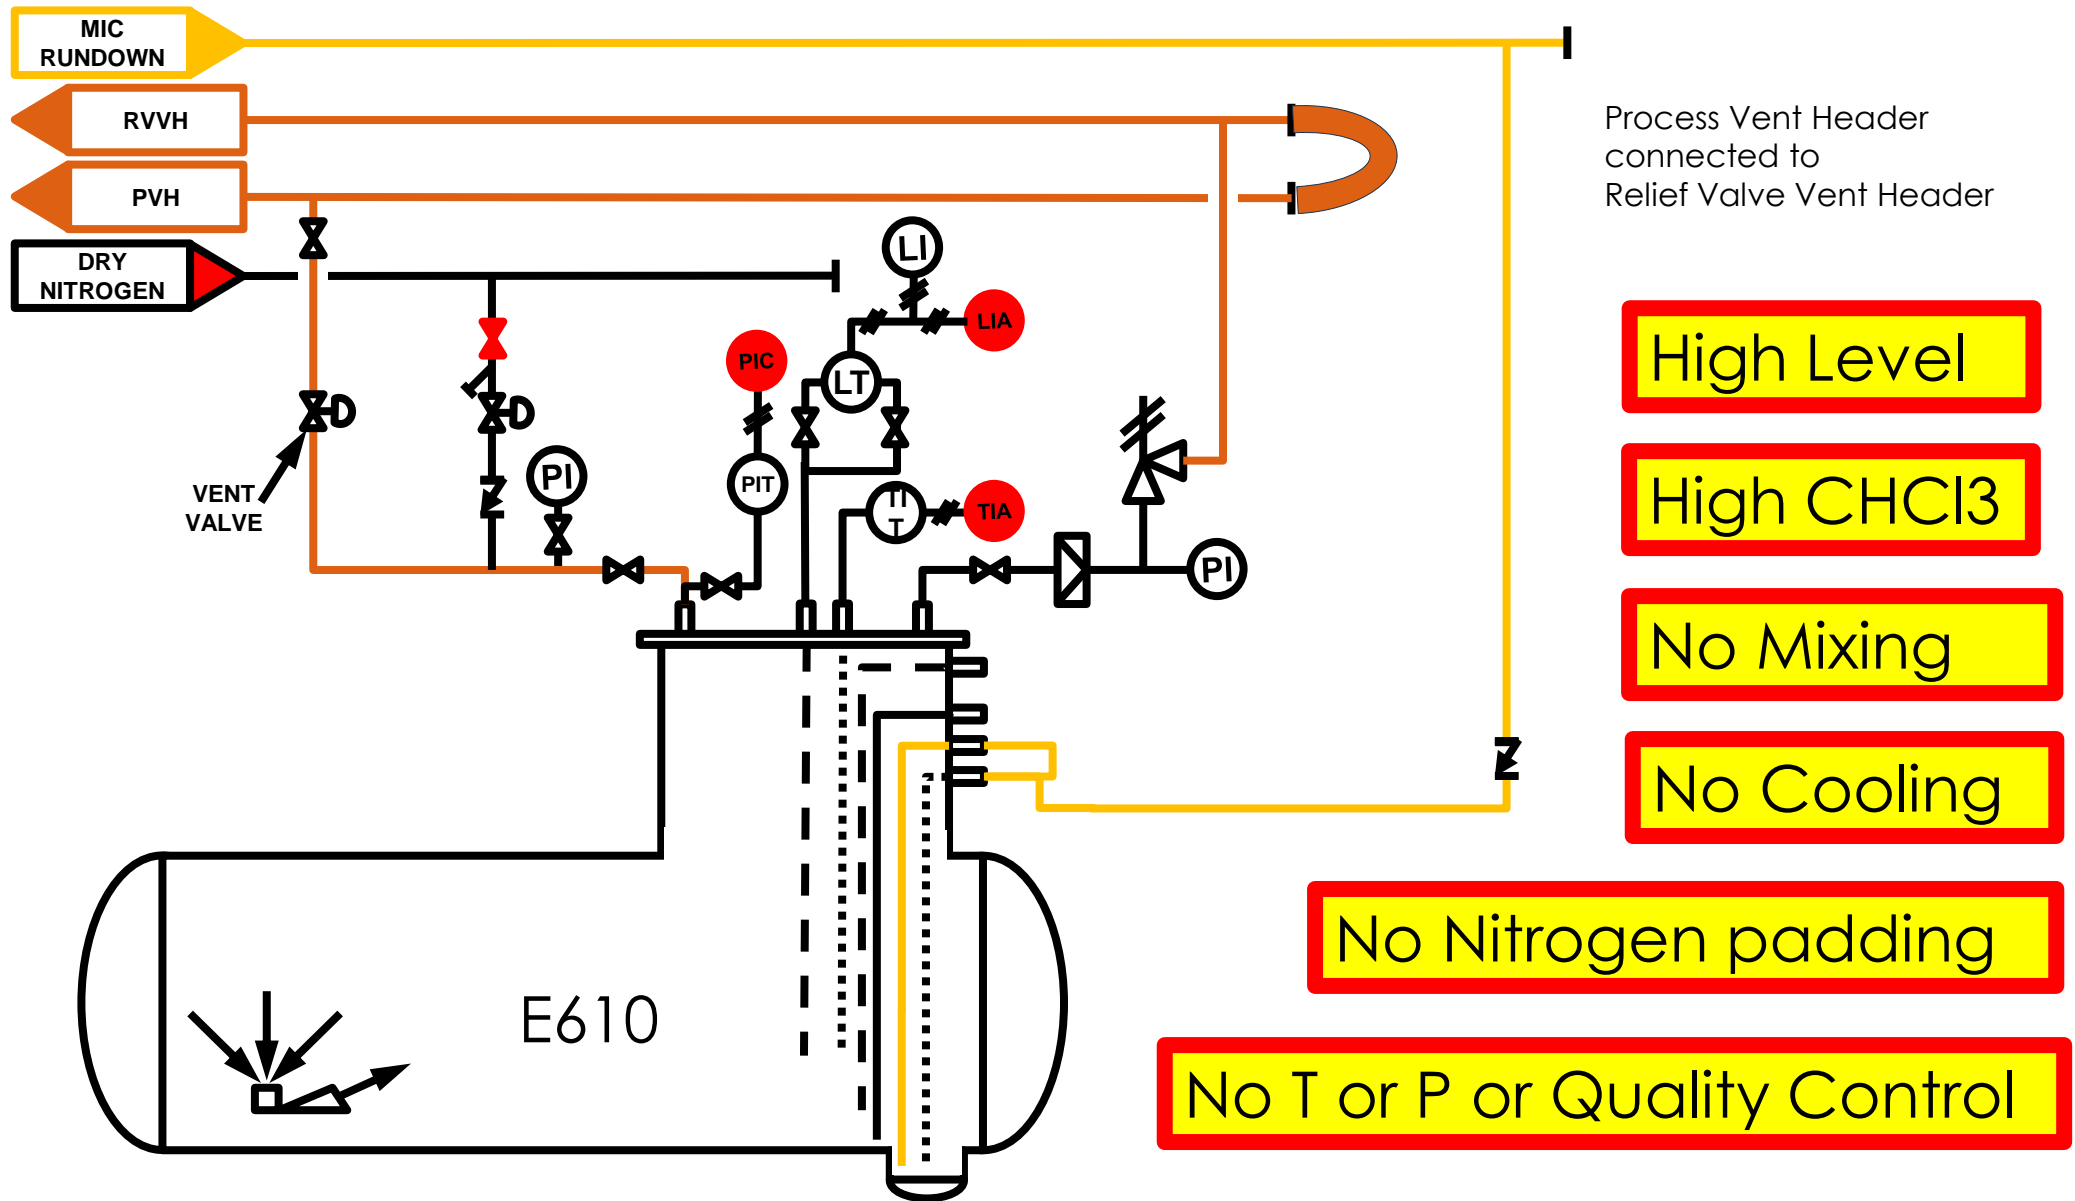 MIC
RUNDOWN
RVVH
Process Vent Header
connected to
Relief Valve Vent Header
PVH
DRY
NITROGEN
LI
LIA
PIC
LT
High Level
VENT
VALVE
PI
PIT
TI
T
TIA
High CHCl3
PI
No Mixing
No Cooling
No Nitrogen padding
E610
No T or P or Quality Control